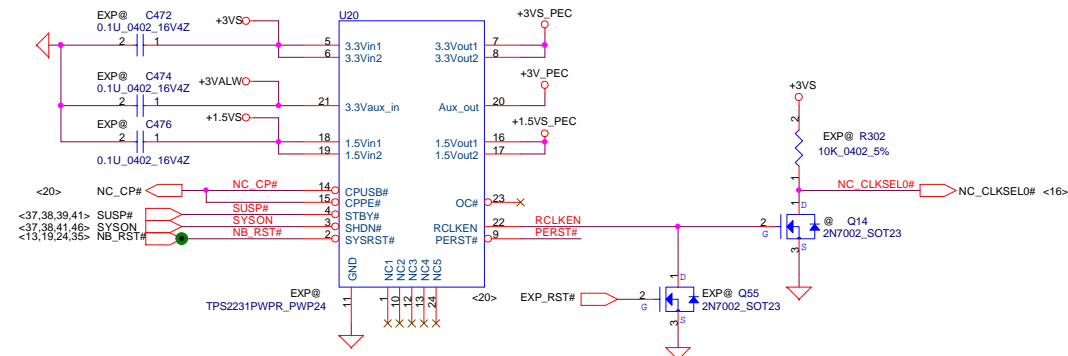 EXP@ C472
0.1U_0402_16V4Z
2 1
+3VS
U20
+3VS_PEC
5 3.3Vin1 3.3Vout1 7
6 3.3Vin2 3.3Vout2 8
EXP@ C474
0.1U_0402_16V4Z
2 1
+3VALW
+3V_PEC
21 3.3Vaux_in Aux_out 20
+3VS
EXP@ C476
2 1
0.1U_0402_16V4Z
+1.5VS
+1.5VS_PEC
18 1.5Vin1 1.5Vout1 16
19 1.5Vin2 1.5Vout2 17
2
EXP@ R302
10K_0402_5%
1
<20> NC_CP# NC_CP# 14 CPUSB#
15 CPPE# OC# 23
NC_CLKSEL0# NC_CLKSEL0# <16>
<37,38,39,41> SUSP# SUSP# 4 STBY#
<37,38,41,46> SYSON SYSON 3 SHDN# RCLKEN 22 RCLKEN
<13,19,24,35> NB_RST# NB_RST# 2 SYSRST# PERST# 9 PERST#
1 D
@ Q14
2 G
2N7002_SOT23
3 S
GND NC1 NC2 NC3 NC4 NC5
11 1 10 12 13 24
EXP@
TPS2231PWPR_PWP24
<20> EXP_RST#
1 D
EXP@ Q55
2 G
2N7002_SOT23
3 S